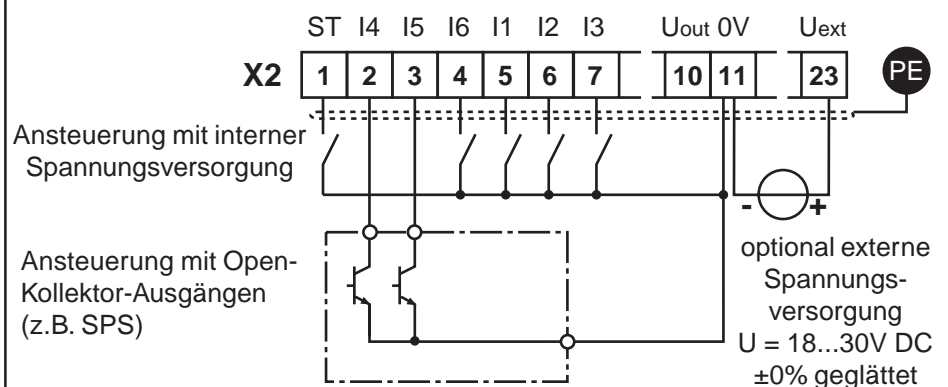 ST I4 I5 I6 I1 I2 I3 Uout 0V Uext
X2 1 2 3 4 5 6 7 10 11 23 PE
Ansteuerung mit interner
Spannungsversorgung
- +
Ansteuerung mit Open-
Kollektor-Ausgängen
(z.B. SPS)
optional externe
Spannungs-
versorgung
U = 18...30V DC
±0% geglättet